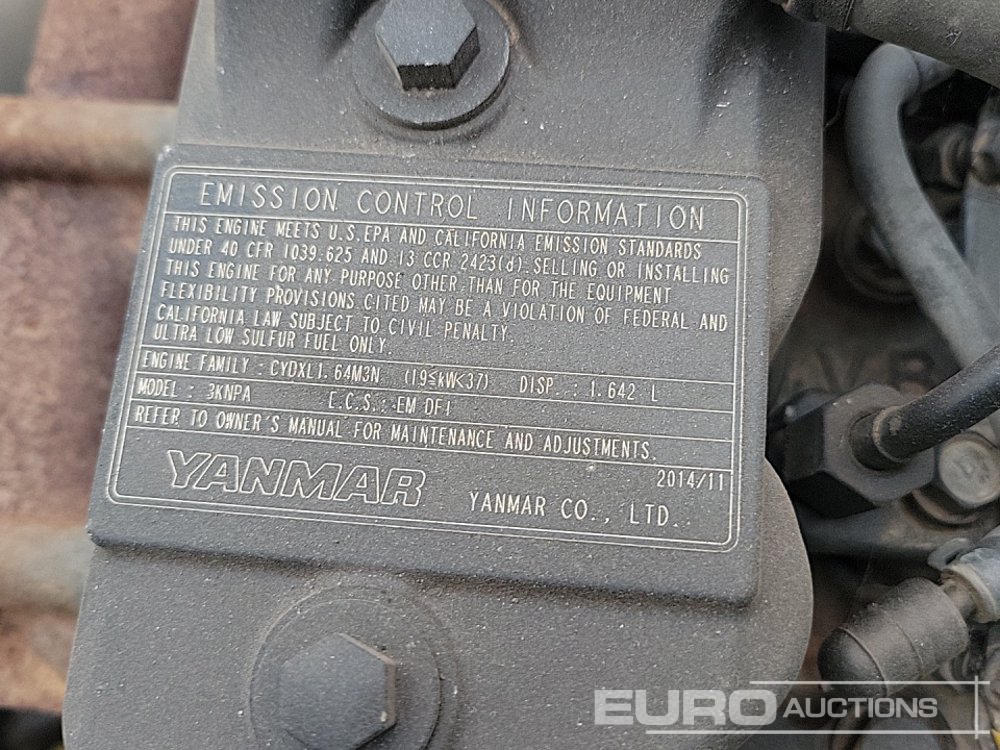 EMISSION CONTROL INFORMATION
THIS ENGINE MEETS U.S.EPA AND CALIFORNIA EMISSION STANDARDS
UNDER 40 CFR 1039.625 AND 13 CCR 2423(d). SELLING OR INSTALLING
THIS ENGINE FOR ANY PURPOSE OTHER THAN FOR THE EQUIPMENT
FLEXIBILITY PROVISIONS CITED MAY BE A VIOLATION OF FEDERAL AND
CALIFORNIA LAW SUBJECT TO CIVIL PENALTY.
ULTRA LOW SULFUR FUEL ONLY.
ENGINE FAMILY : CYDXL1.64M3N (19≤kW<37) DISP. : 1.642 L
MODEL : 3KNPA E.C.S. : EM DFI
REFER TO OWNER'S MANUAL FOR MAINTENANCE AND ADJUSTMENTS.
2014/11
YANMAR YANMAR CO., LTD.
EURO AUCTIONS